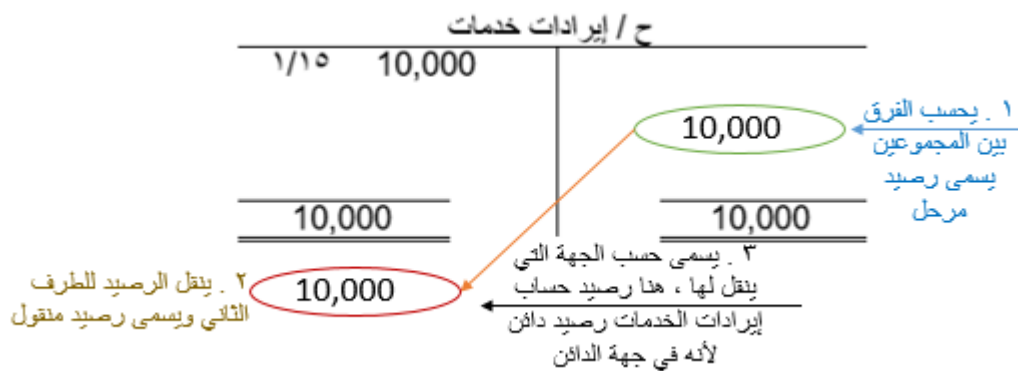 ح / إيرادات خدمات
10,000 ١/١٥
10,000
١ . يحسب الفرق
بين المجموعين
يسمى رصيد
مرحل
10,000
10,000
٣ . يسمى حسب الجهة التي
ينقل لها ، هنا رصيد حساب
إيرادات الخدمات رصيد دائن
لأنه في جهة الدائن
10,000
٢ . ينقل الرصيد للطرف
الثاني ويسمى رصيد منقول